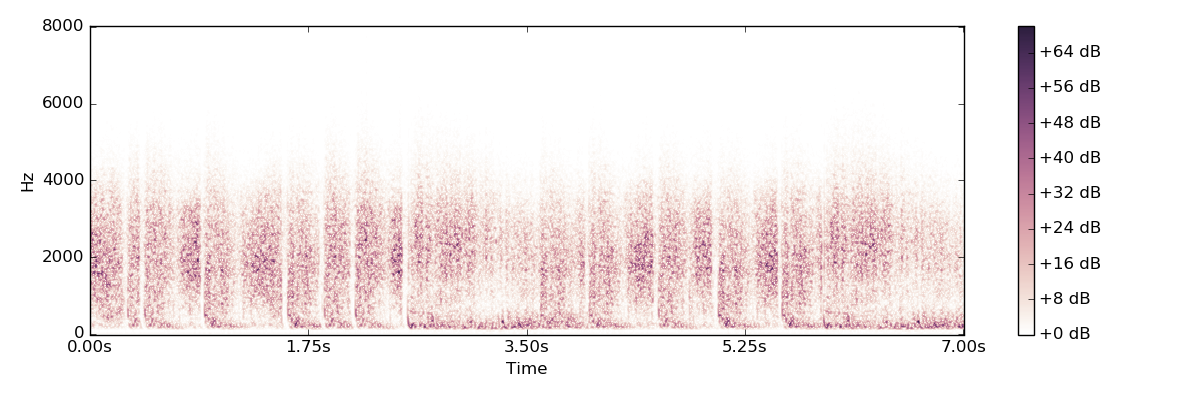 8000
6000
4000
2000
0
Hz
0.00s
1.75s
3.50s
5.25s
7.00s
Time
+64 dB
+56 dB
+48 dB
+40 dB
+32 dB
+24 dB
+16 dB
+8 dB
+0 dB